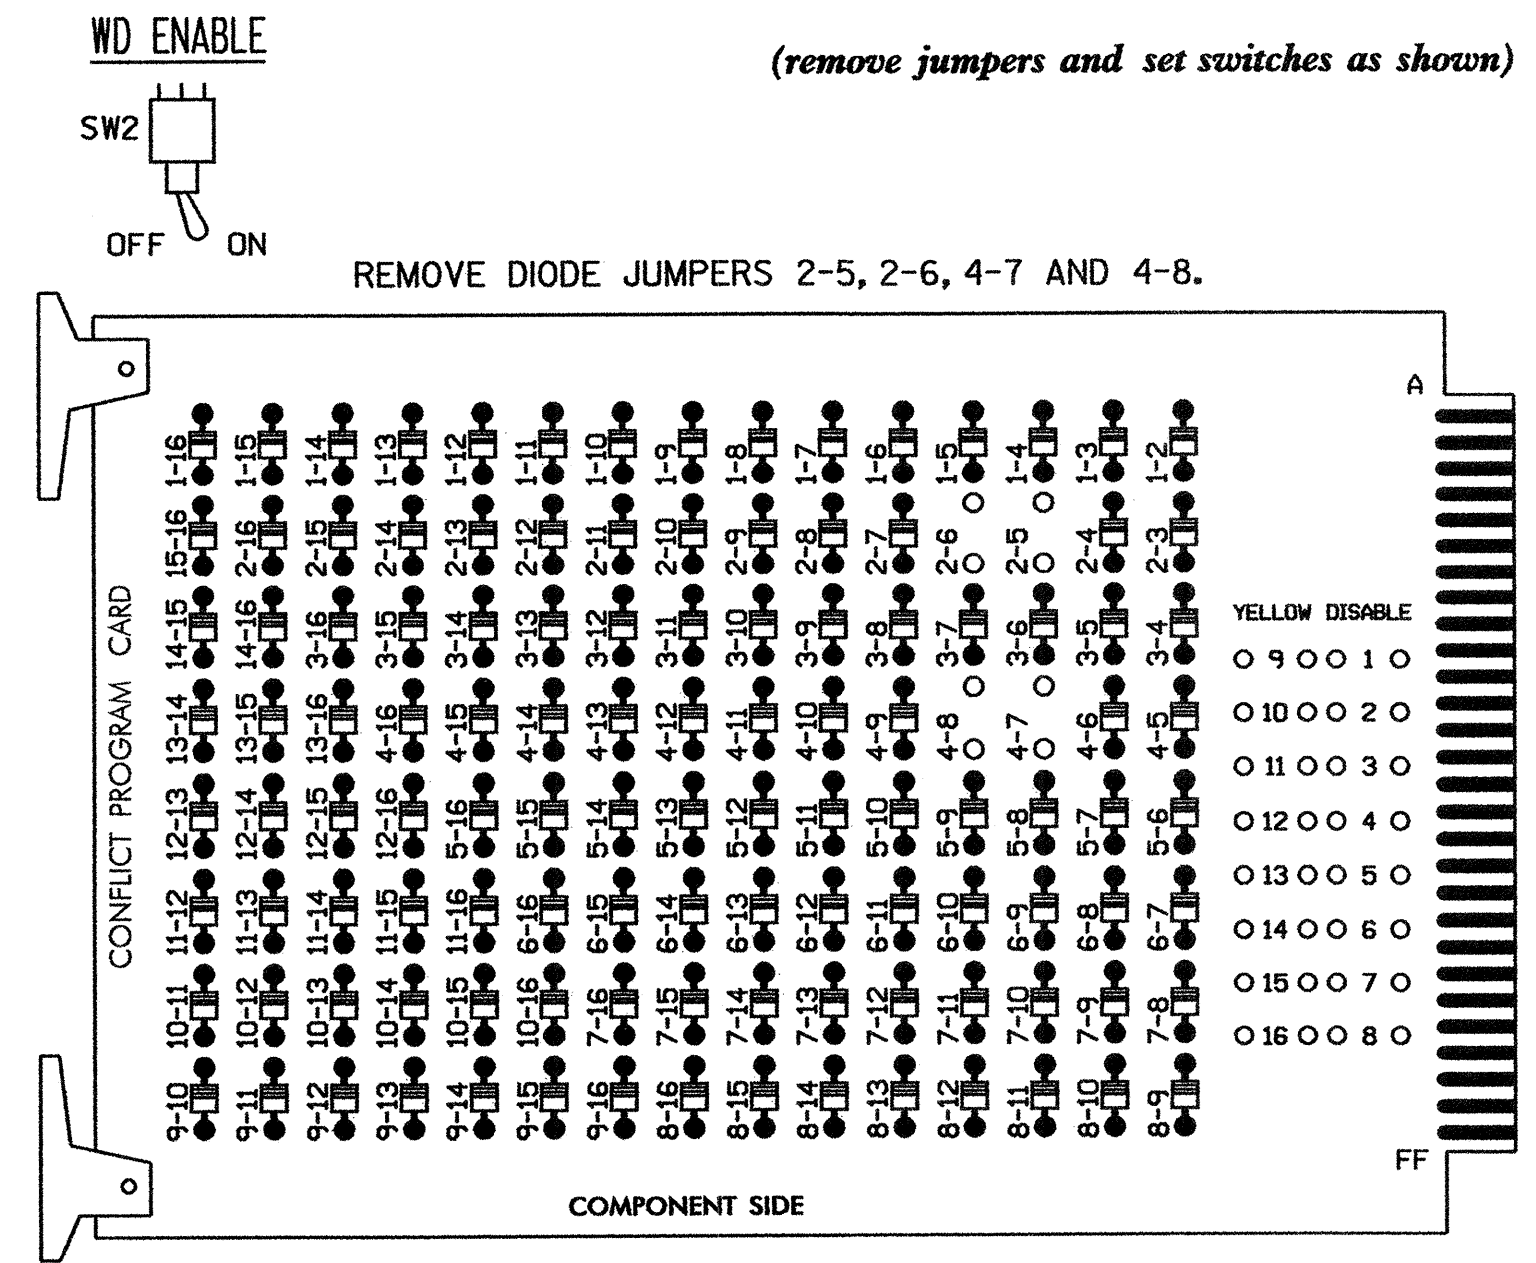 WD ENABLE
(remove jumpers and set switches as shown)
SW2
OFF ON
REMOVE DIODE JUMPERS 2-5, 2-6, 4-7 AND 4-8.
A
1-16 1-15 1-14 1-13 1-12 1-11 1-10 1-9 1-8 1-7 1-6 1-5 1-4 1-3 1-2
15-16 2-16 2-15 2-14 2-13 2-12 2-11 2-10 2-9 2-8 2-7 2-6 2-5 2-4 2-3
14-15 14-16 3-16 3-15 3-14 3-13 3-12 3-11 3-10 3-9 3-8 3-7 3-6 3-5 3-4
13-14 13-15 13-16 4-16 4-15 4-14 4-13 4-12 4-11 4-10 4-9 4-8 4-7 4-6 4-5
12-13 12-14 12-15 12-16 5-16 5-15 5-14 5-13 5-12 5-11 5-10 5-9 5-8 5-7 5-6
11-12 11-13 11-14 11-15 11-16 6-16 6-15 6-14 6-13 6-12 6-11 6-10 6-9 6-8 6-7
10-11 10-12 10-13 10-14 10-15 10-16 7-16 7-15 7-14 7-13 7-12 7-11 7-10 7-9 7-8
9-10 9-11 9-12 9-13 9-14 9-15 9-16 8-16 8-15 8-14 8-13 8-12 8-11 8-10 8-9
CONFLICT PROGRAM CARD
YELLOW DISABLE
9 1
10 2
11 3
12 4
13 5
14 6
15 7
16 8
FF
COMPONENT SIDE